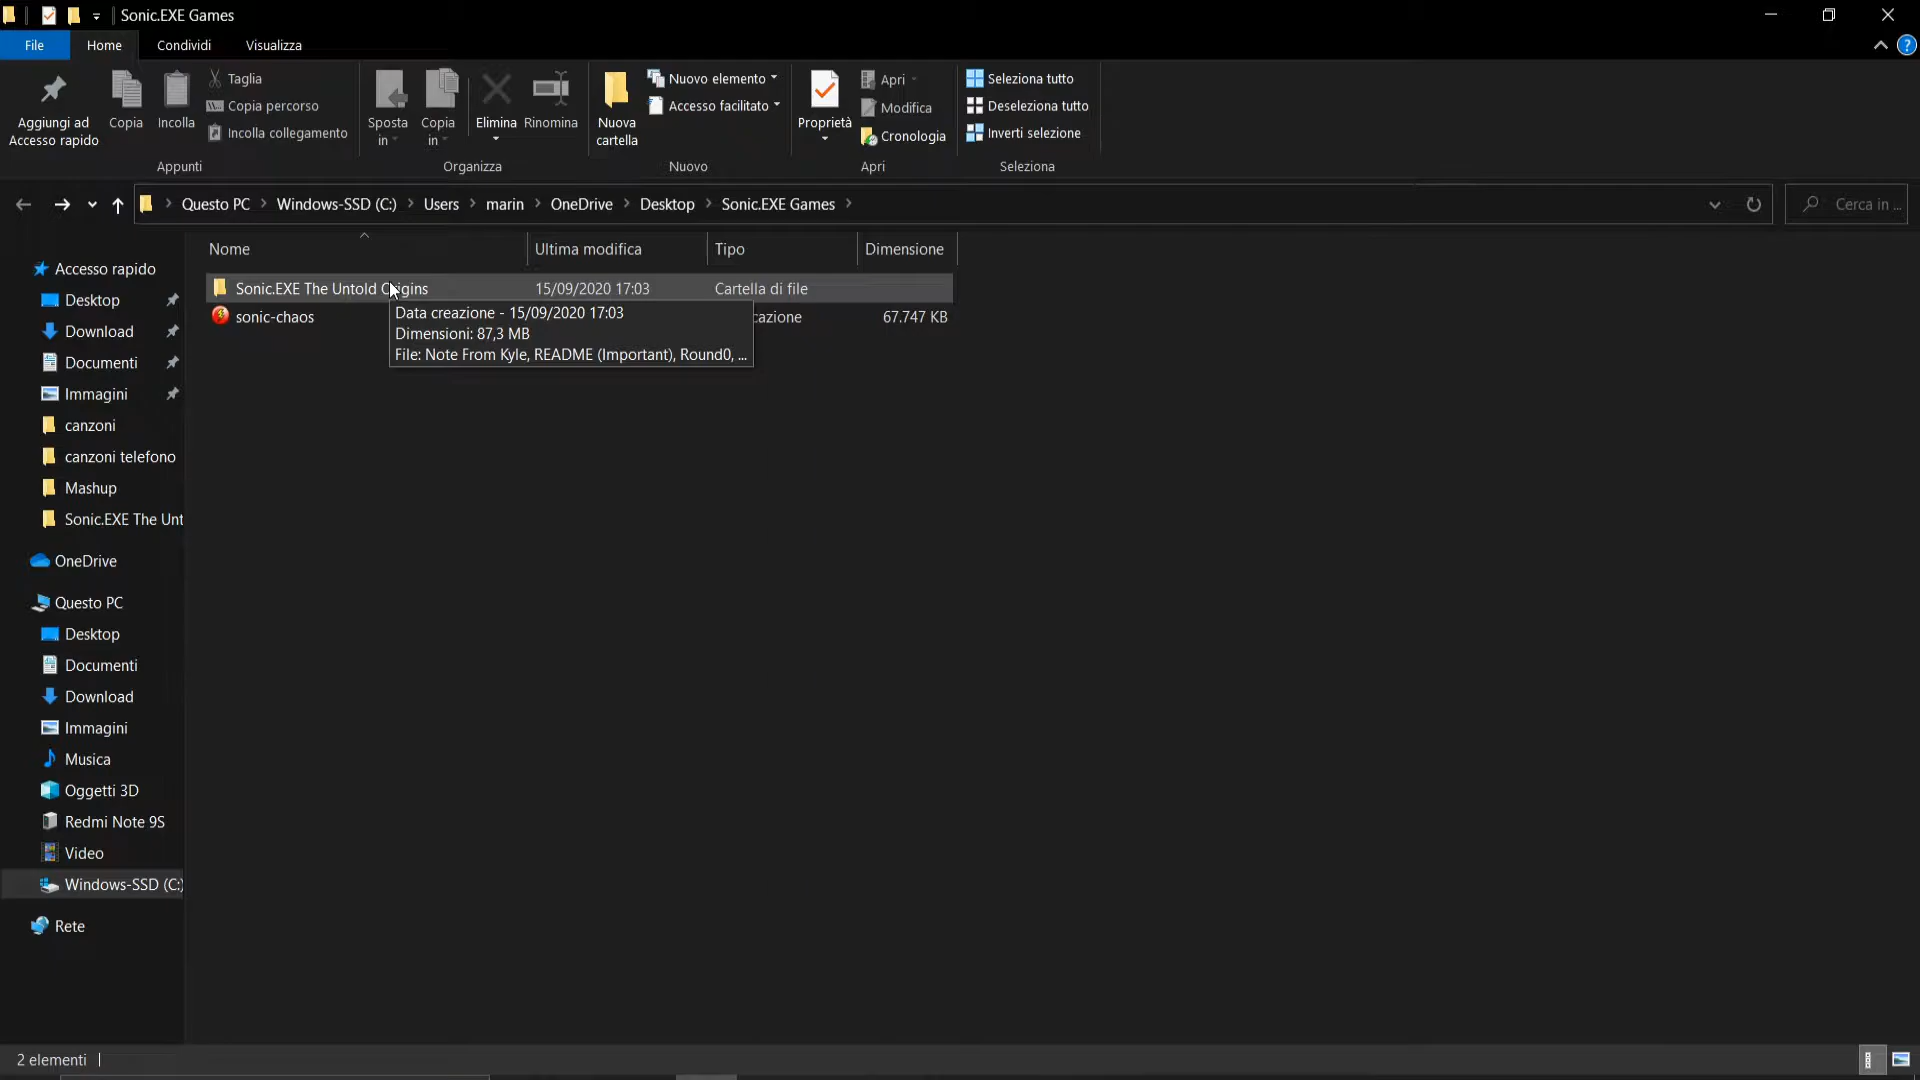 Sonic.EXE Games
File Home Condividi Visualizza
Aggiungi ad
Accesso rapido
Copia
Incolla
Taglia
Copia percorso
Incolla collegamento
Appunti
Sposta
in
Copia
in
Elimina
Rinomina
Organizza
Nuova
cartella
Nuovo elemento
Accesso facilitato
Nuovo
Proprietà
Apri
Modifica
Cronologia
Apri
Seleziona tutto
Deseleziona tutto
Inverti selezione
Seleziona
Questo PC Windows-SSD (C:) Users marin OneDrive Desktop Sonic.EXE Games
Cerca in ...
Nome Ultima modifica Tipo Dimensione
Sonic.EXE The Untold Origins 15/09/2020 17:03 Cartella di file
sonic-chaos cazione 67.747 KB
Data creazione - 15/09/2020 17:03
Dimensioni: 87,3 MB
File: Note From Kyle, README (Important), Round0, ...
Accesso rapido
Desktop
Download
Documenti
Immagini
canzoni
canzoni telefono
Mashup
Sonic.EXE The Unt
OneDrive
Questo PC
Desktop
Documenti
Download
Immagini
Musica
Oggetti 3D
Redmi Note 9S
Video
Windows-SSD (C:)
Rete
2 elementi